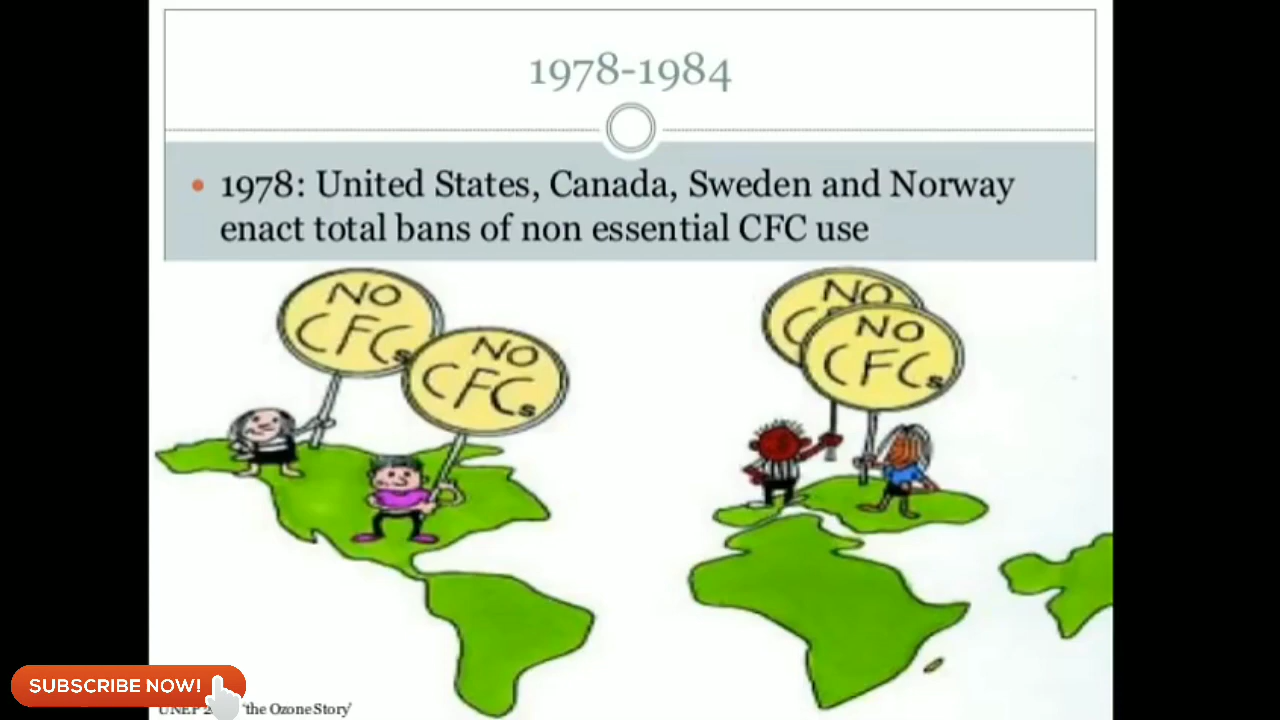 1978-1984
• 1978: United States, Canada, Sweden and Norway
enact total bans of non essential CFC use
NO
CFCs
NO
CFCs
NO
NO
CFCs
SUBSCRIBE NOW!
UNEP 'the Ozone Story'